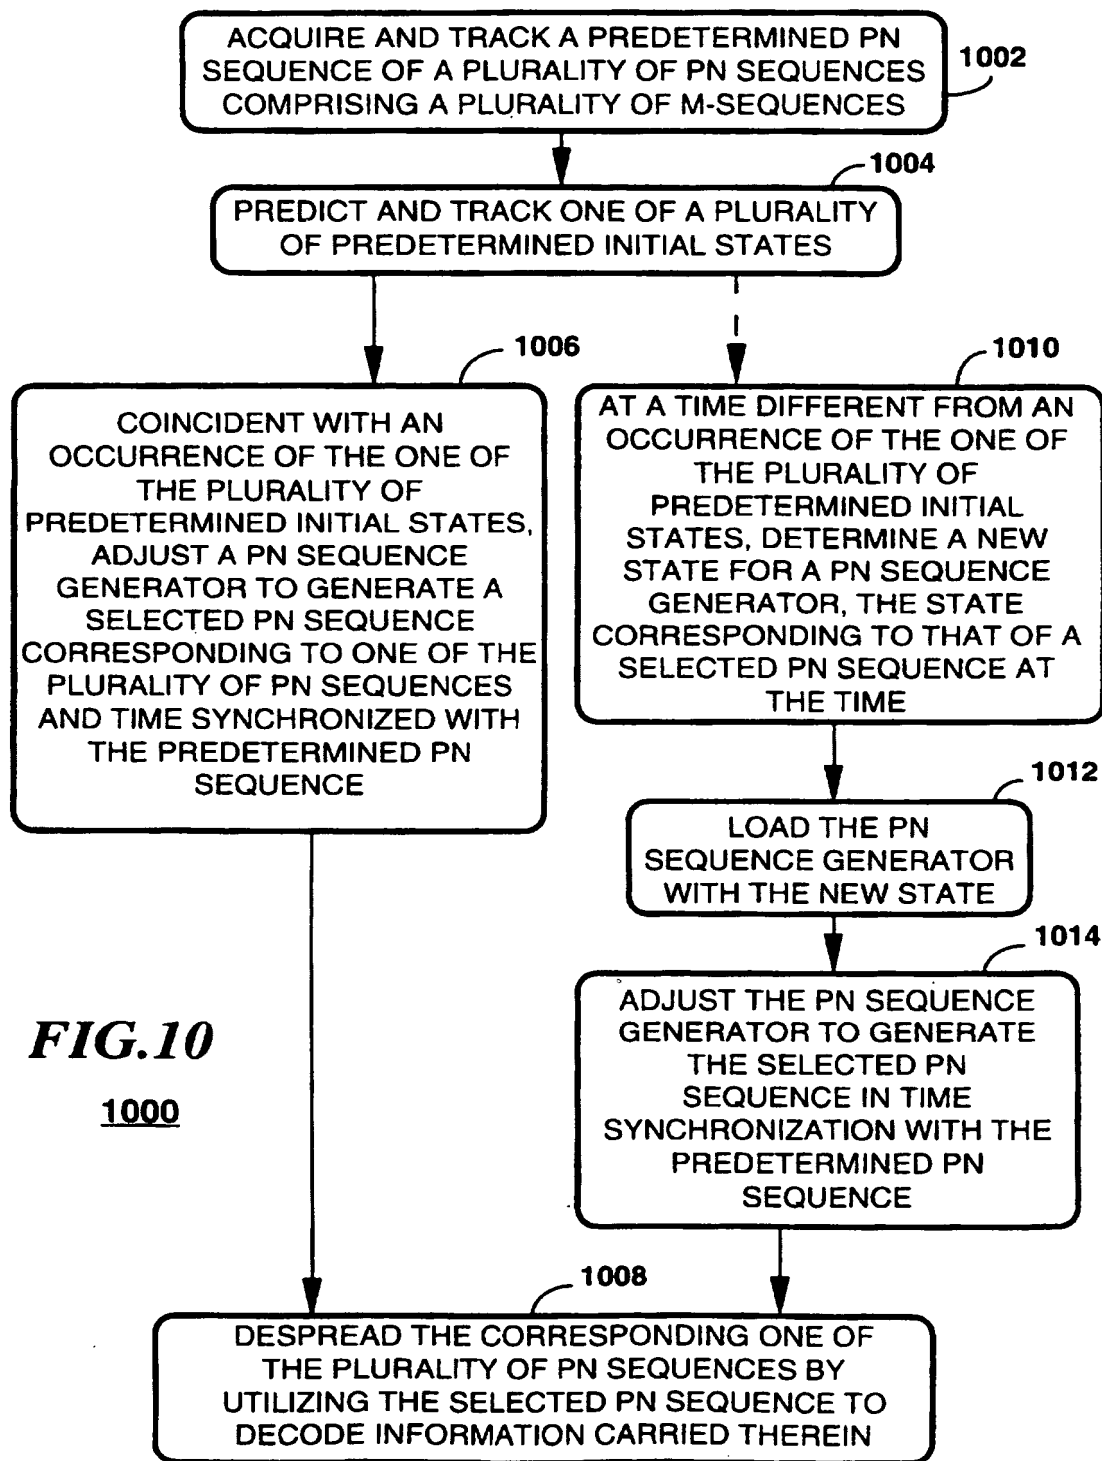 ACQUIRE AND TRACK A PREDETERMINED PN
SEQUENCE OF A PLURALITY OF PN SEQUENCES
COMPRISING A PLURALITY OF M-SEQUENCES
1002
1004
PREDICT AND TRACK ONE OF A PLURALITY
OF PREDETERMINED INITIAL STATES
1006
COINCIDENT WITH AN
OCCURRENCE OF THE ONE OF
THE PLURALITY OF
PREDETERMINED INITIAL STATES,
ADJUST A PN SEQUENCE
GENERATOR TO GENERATE A
SELECTED PN SEQUENCE
CORRESPONDING TO ONE OF THE
PLURALITY OF PN SEQUENCES
AND TIME SYNCHRONIZED WITH
THE PREDETERMINED PN
SEQUENCE
1010
AT A TIME DIFFERENT FROM AN
OCCURRENCE OF THE ONE OF
THE PLURALITY OF
PREDETERMINED INITIAL
STATES, DETERMINE A NEW
STATE FOR A PN SEQUENCE
GENERATOR, THE STATE
CORRESPONDING TO THAT OF A
SELECTED PN SEQUENCE AT
THE TIME
1012
LOAD THE PN
SEQUENCE GENERATOR
WITH THE NEW STATE
1014
ADJUST THE PN SEQUENCE
GENERATOR TO GENERATE
THE SELECTED PN
SEQUENCE IN TIME
SYNCHRONIZATION WITH THE
PREDETERMINED PN
SEQUENCE
FIG.10
1000
1008
DESPREAD THE CORRESPONDING ONE OF
THE PLURALITY OF PN SEQUENCES BY
UTILIZING THE SELECTED PN SEQUENCE TO
DECODE INFORMATION CARRIED THEREIN